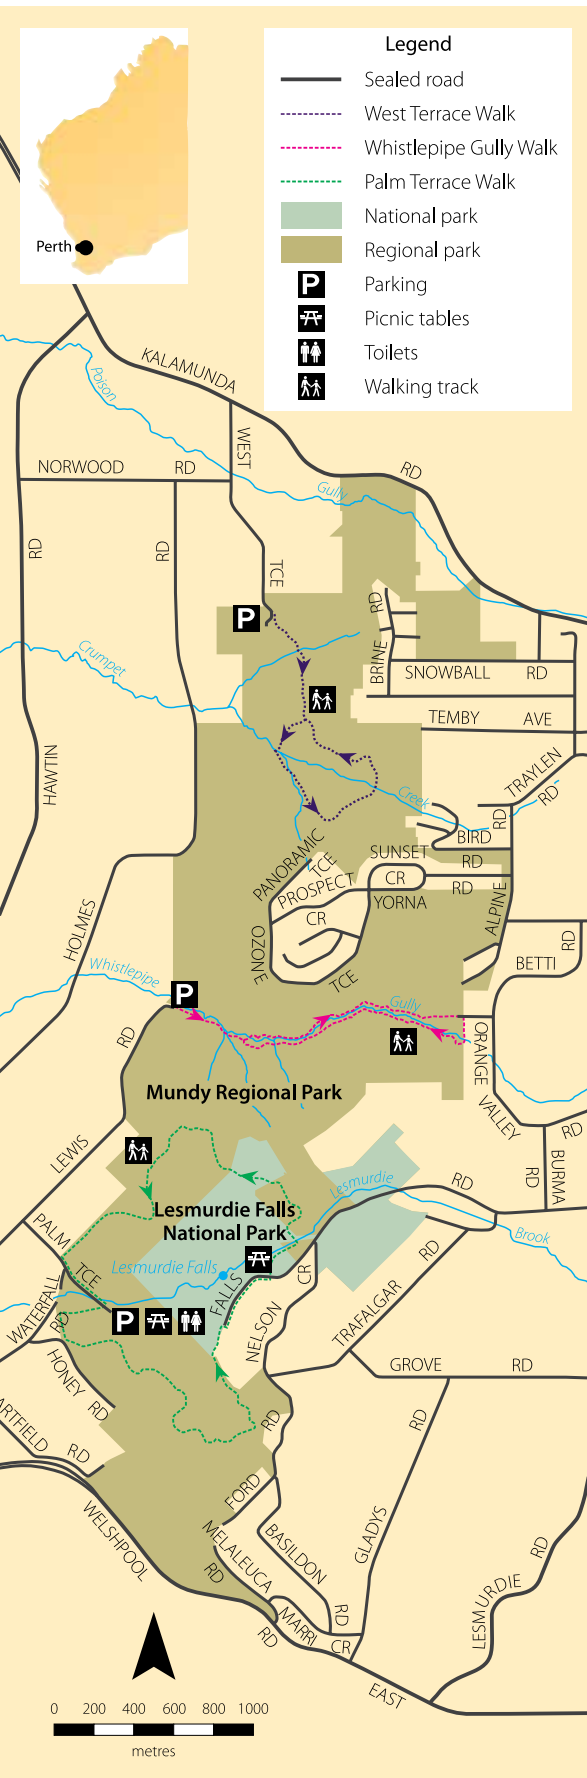 Legend
Sealed road
West Terrace Walk
Whistlepipe Gully Walk
Palm Terrace Walk
National park
Regional park
P Parking
Picnic tables
Toilets
Walking track
Perth
KALAMUNDA
RD
Poison
Gully
WEST
TCE
NORWOOD RD
RD
RD
HAWTIN
P
RD
BRINE
SNOWBALL RD
Crumpet
TEMBY AVE
TRAYLEN
RD
Creek
RD
BIRD
RD
PANORAMIC
TCE
SUNSET
PROSPECT
CR
RD
YORNA
CR
ALPINE
HOLMES
OZONE
TCE
RD
BETTI
Whistlepipe
P
Gully
RD
ORANGE
VALLEY
RD
Mundy Regional Park
LEWIS
BURMA
RD
Lesmurdie
RD
Lesmurdie Falls
National Park
PALM
TCE
Brook
Lesmurdie Falls
RD
CR
FALLS
WATERFALL
RD
P
NELSON
TRAFALGAR
HONEY
RD
GROVE RD
ARTFIELD
RD
RD
RD
WELSHPOOL
FORD
BASILDON
GLADYS
MELALEUCA
RD
RD
LESMURDIE
RD
MARRI
CR
RD
EAST
0 200 400 600 800 1000
metres